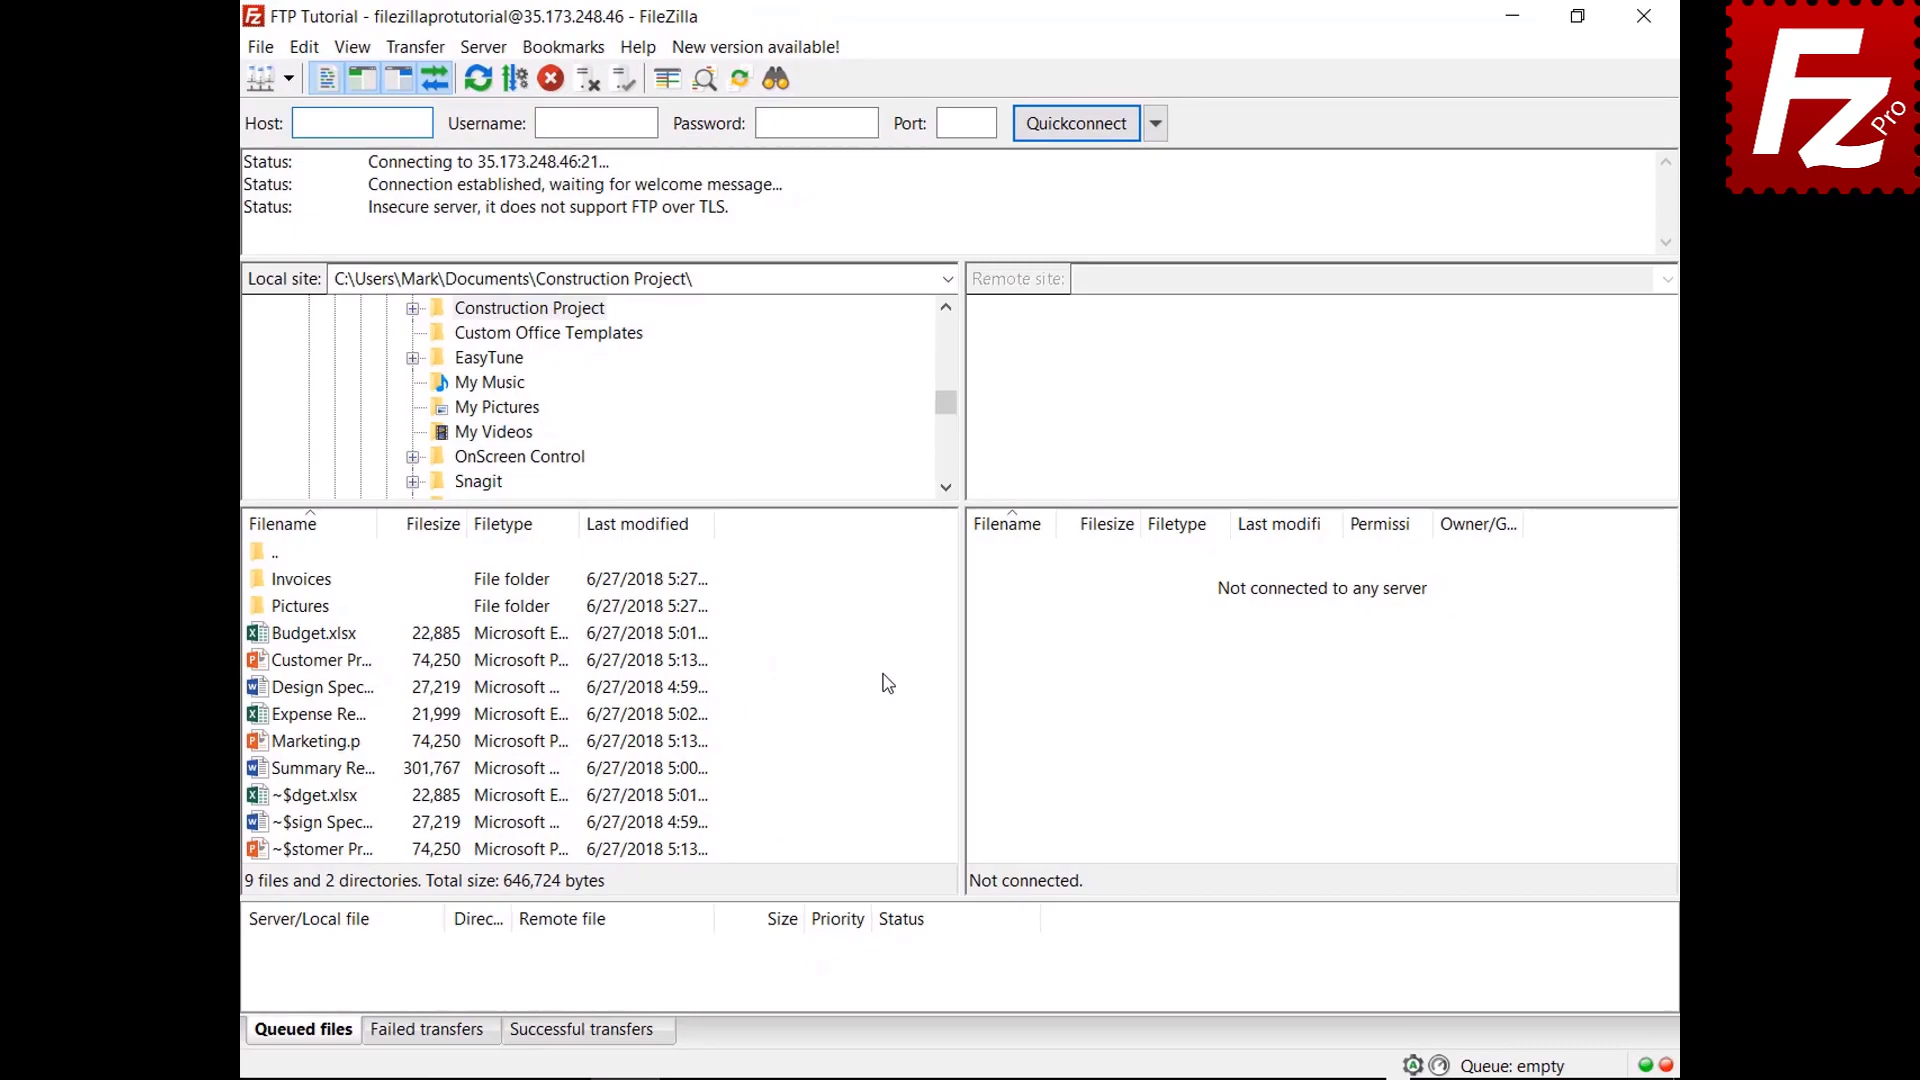 FTP Tutorial - filezillaprotutorial@35.173.248.46 - FileZilla
File Edit View Transfer Server Bookmarks Help New version available!
Host: Username: Password: Port: Quickconnect
Status: Connecting to 35.173.248.46:21...
Status: Connection established, waiting for welcome message...
Status: Insecure server, it does not support FTP over TLS.
Local site: C:\Users\Mark\Documents\Construction Project\
Construction Project
Custom Office Templates
EasyTune
My Music
My Pictures
My Videos
OnScreen Control
Snagit
Remote site:
Filename Filesize Filetype Last modified
..
Invoices File folder 6/27/2018 5:27...
Pictures File folder 6/27/2018 5:27...
Budget.xlsx 22,885 Microsoft E... 6/27/2018 5:01...
Customer Pr... 74,250 Microsoft P... 6/27/2018 5:13...
Design Spec... 27,219 Microsoft ... 6/27/2018 4:59...
Expense Re... 21,999 Microsoft E... 6/27/2018 5:02...
Marketing.p 74,250 Microsoft P... 6/27/2018 5:13...
Summary Re... 301,767 Microsoft ... 6/27/2018 5:00...
~$dget.xlsx 22,885 Microsoft E... 6/27/2018 5:01...
~$sign Spec... 27,219 Microsoft ... 6/27/2018 4:59...
~$stomer Pr... 74,250 Microsoft P... 6/27/2018 5:13...
9 files and 2 directories. Total size: 646,724 bytes
Filename Filesize Filetype Last modifi Permissi Owner/G...
Not connected to any server
Not connected.
Server/Local file Direc... Remote file Size Priority Status
Queued files Failed transfers Successful transfers
Queue: empty
Fz Pro